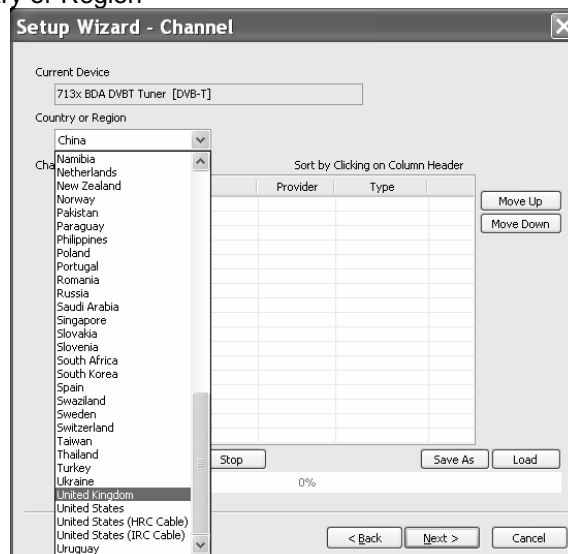 ry or Region
Setup Wizard - Channel
Current Device
713x BDA DVBT Tuner [DVB-T]
Country or Region
China
Cha
Sort by Clicking on Column Header
Provider Type
Namibia
Netherlands
New Zealand
Norway
Pakistan
Paraguay
Philippines
Poland
Portugal
Romania
Russia
Saudi Arabia
Singapore
Slovakia
Slovenia
South Africa
South Korea
Spain
Swaziland
Sweden
Switzerland
Taiwan
Thailand
Turkey
Ukraine
United Kingdom
United States
United States (HRC Cable)
United States (IRC Cable)
Uruguay
Move Up
Move Down
Stop
Save As
Load
0%
< Back
Next >
Cancel